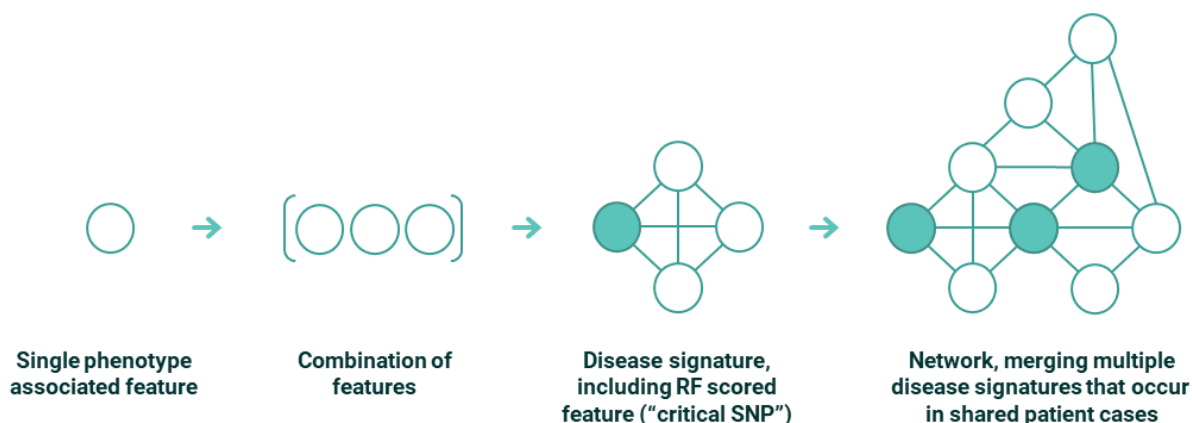 Single phenotype
associated feature
Combination of
features
Disease signature,
including RF scored
feature (“critical SNP”)
Network, merging multiple
disease signatures that occur
in shared patient cases